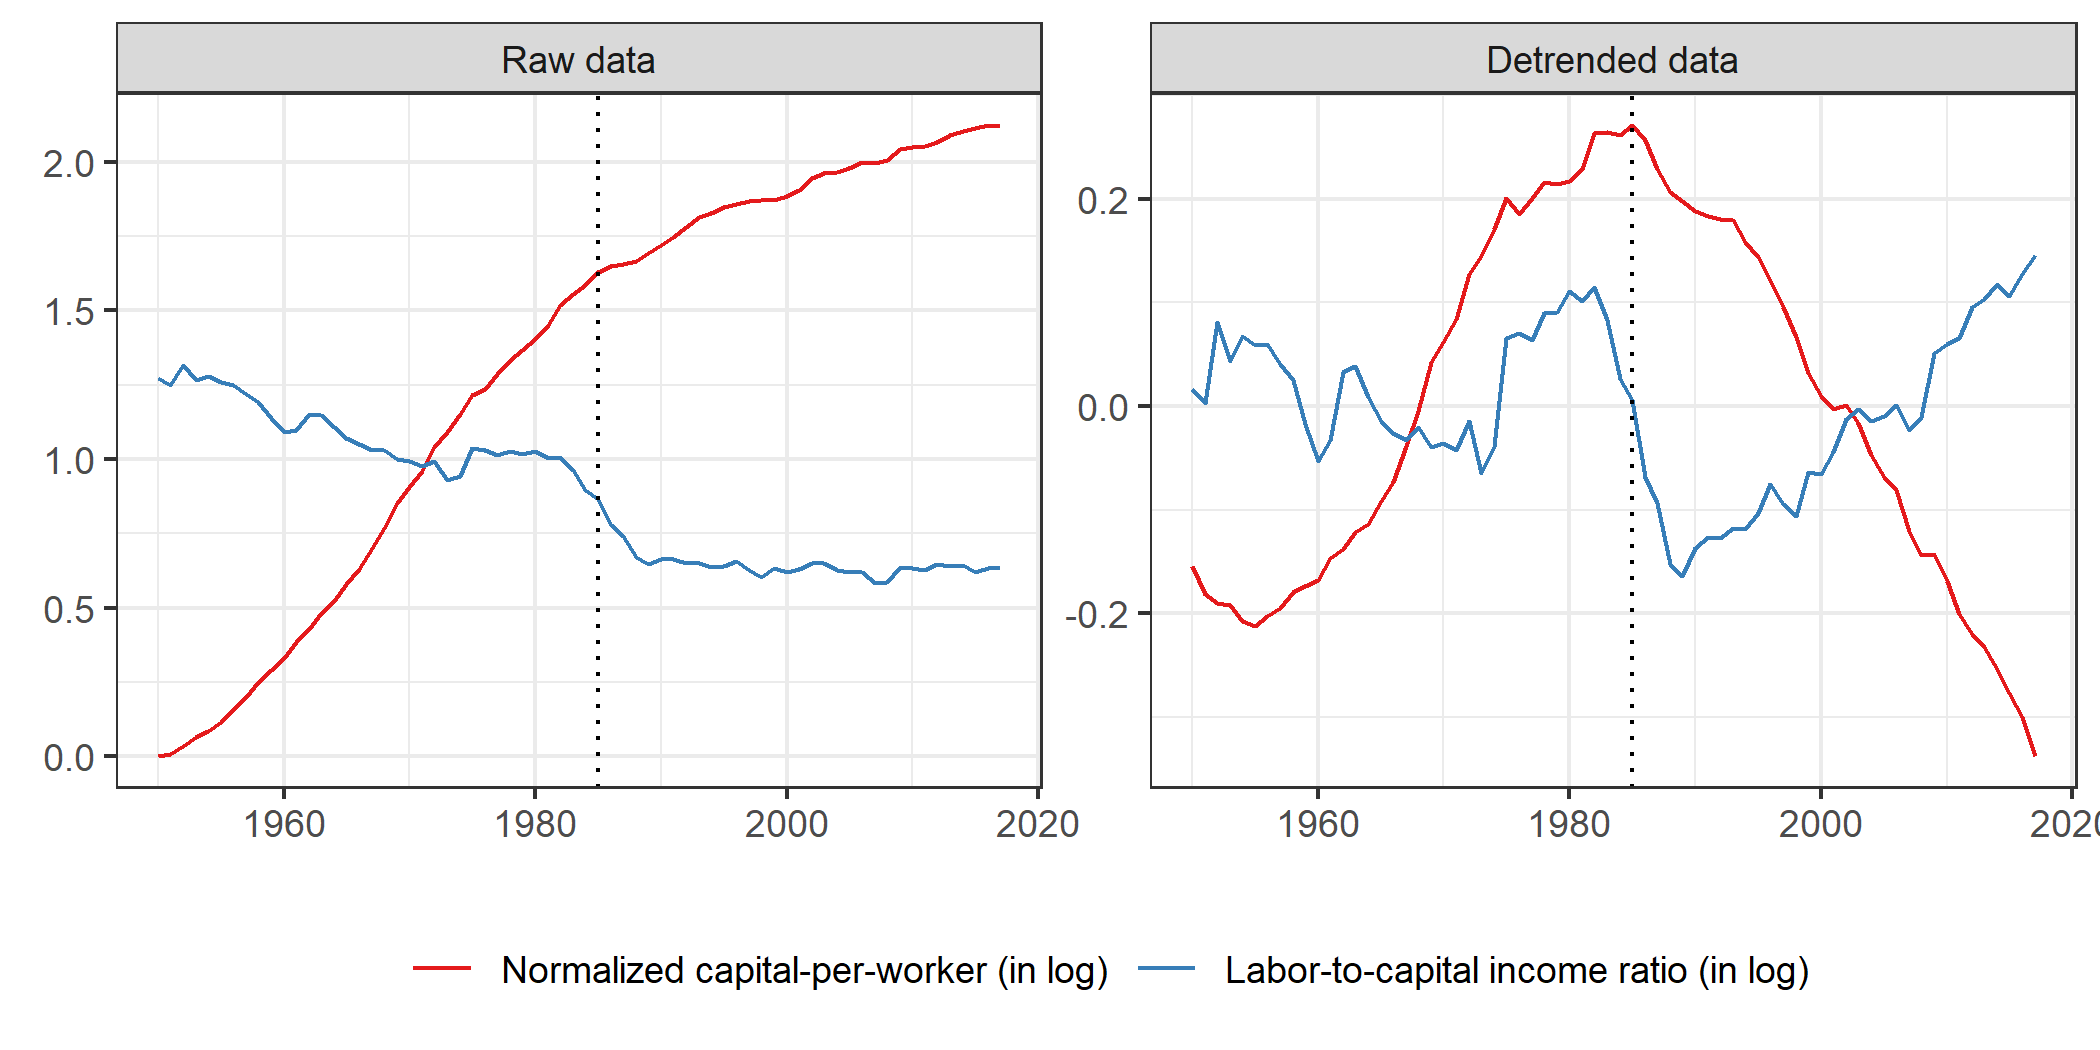 Raw data
Detrended data
2.0
1.5
1.0
0.5
0.0
0.2
0.0
-0.2
1960 1980 2000 2020
1960 1980 2000 202
Normalized capital-per-worker (in log) Labor-to-capital income ratio (in log)